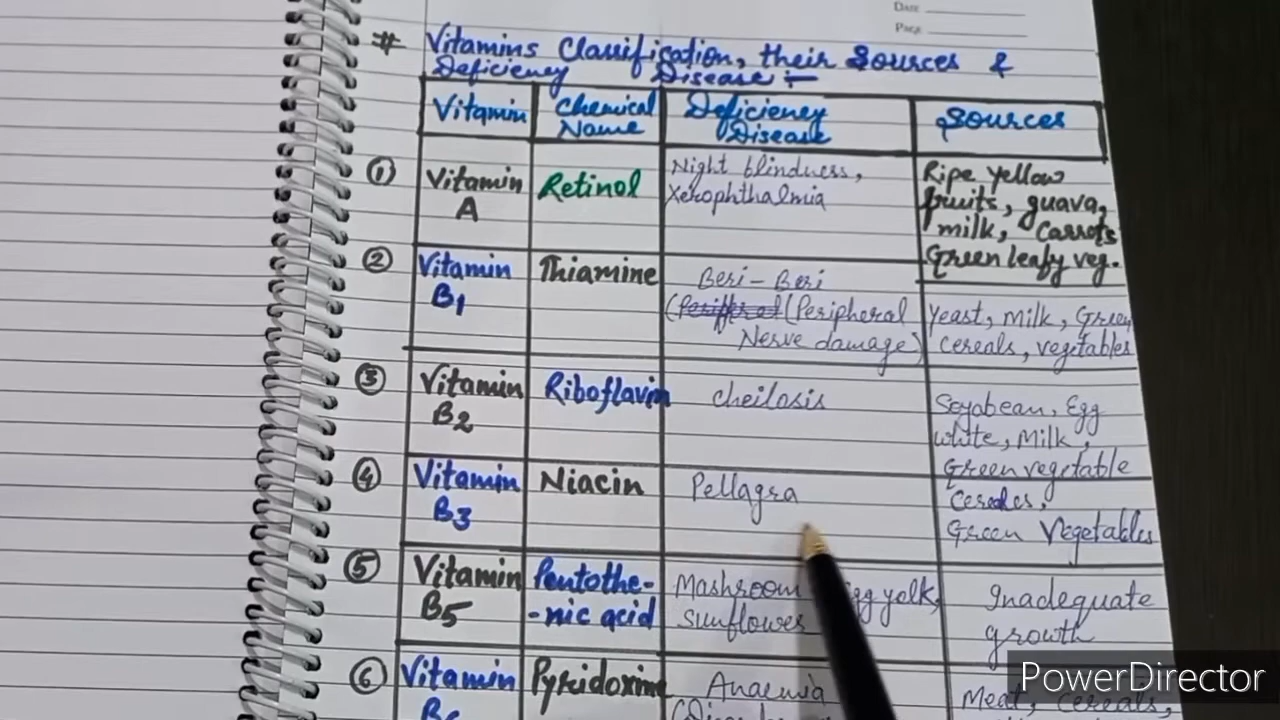 DATE
PAGE
# Vitamins Classification, their Sources &
Deficiency Disease :-
Vitamin Chemical Name Deficiency Disease Sources
① Vitamin A Retinol Night blindness, Xerophthalmia Ripe yellow fruits, guava, milk, Carrots Green leafy veg.
② Vitamin B1 Thiamine Beri-Beri (Peripheral Nerve damage) Yeast, Milk, Green cereals, vegetables
③ Vitamin B2 Riboflavin Cheilosis Soyabean, Egg white, Milk, Green vegetable
④ Vitamin B3 Niacin Pellagra Cereales, Green Vegetables
⑤ Vitamin B5 Pentothe- -nic acid Mashroom, Egg yolk, Sunflower Inadequate growth
⑥ Vitamin B6 Pyridoxine Anaemia Meat, Cereals,
PowerDirector